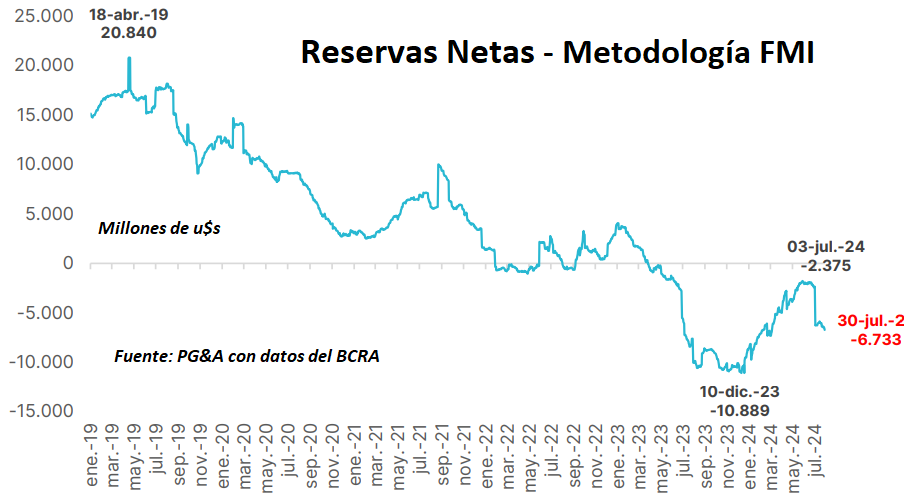 Reservas Netas - Metodología FMI
25.000
20.000
15.000
10.000
5.000
0
-5.000
-10.000
-15.000
18-abr.-19
20.840
Millones de u$s
03-jul.-24
-2.375
30-jul.-2
-6.733
Fuente: PG&A con datos del BCRA
10-dic.-23
-10.889
ene.-19
mar.-19
may.-19
jul.-19
sep.-19
nov.-19
ene.-20
mar.-20
may.-20
jul.-20
sep.-20
nov.-20
ene.-21
mar.-21
may.-21
jul.-21
sep.-21
nov.-21
ene.-22
mar.-22
may.-22
jul.-22
sep.-22
nov.-22
ene.-23
mar.-23
may.-23
jul.-23
sep.-23
nov.-23
ene.-24
mar.-24
may.-24
jul.-24